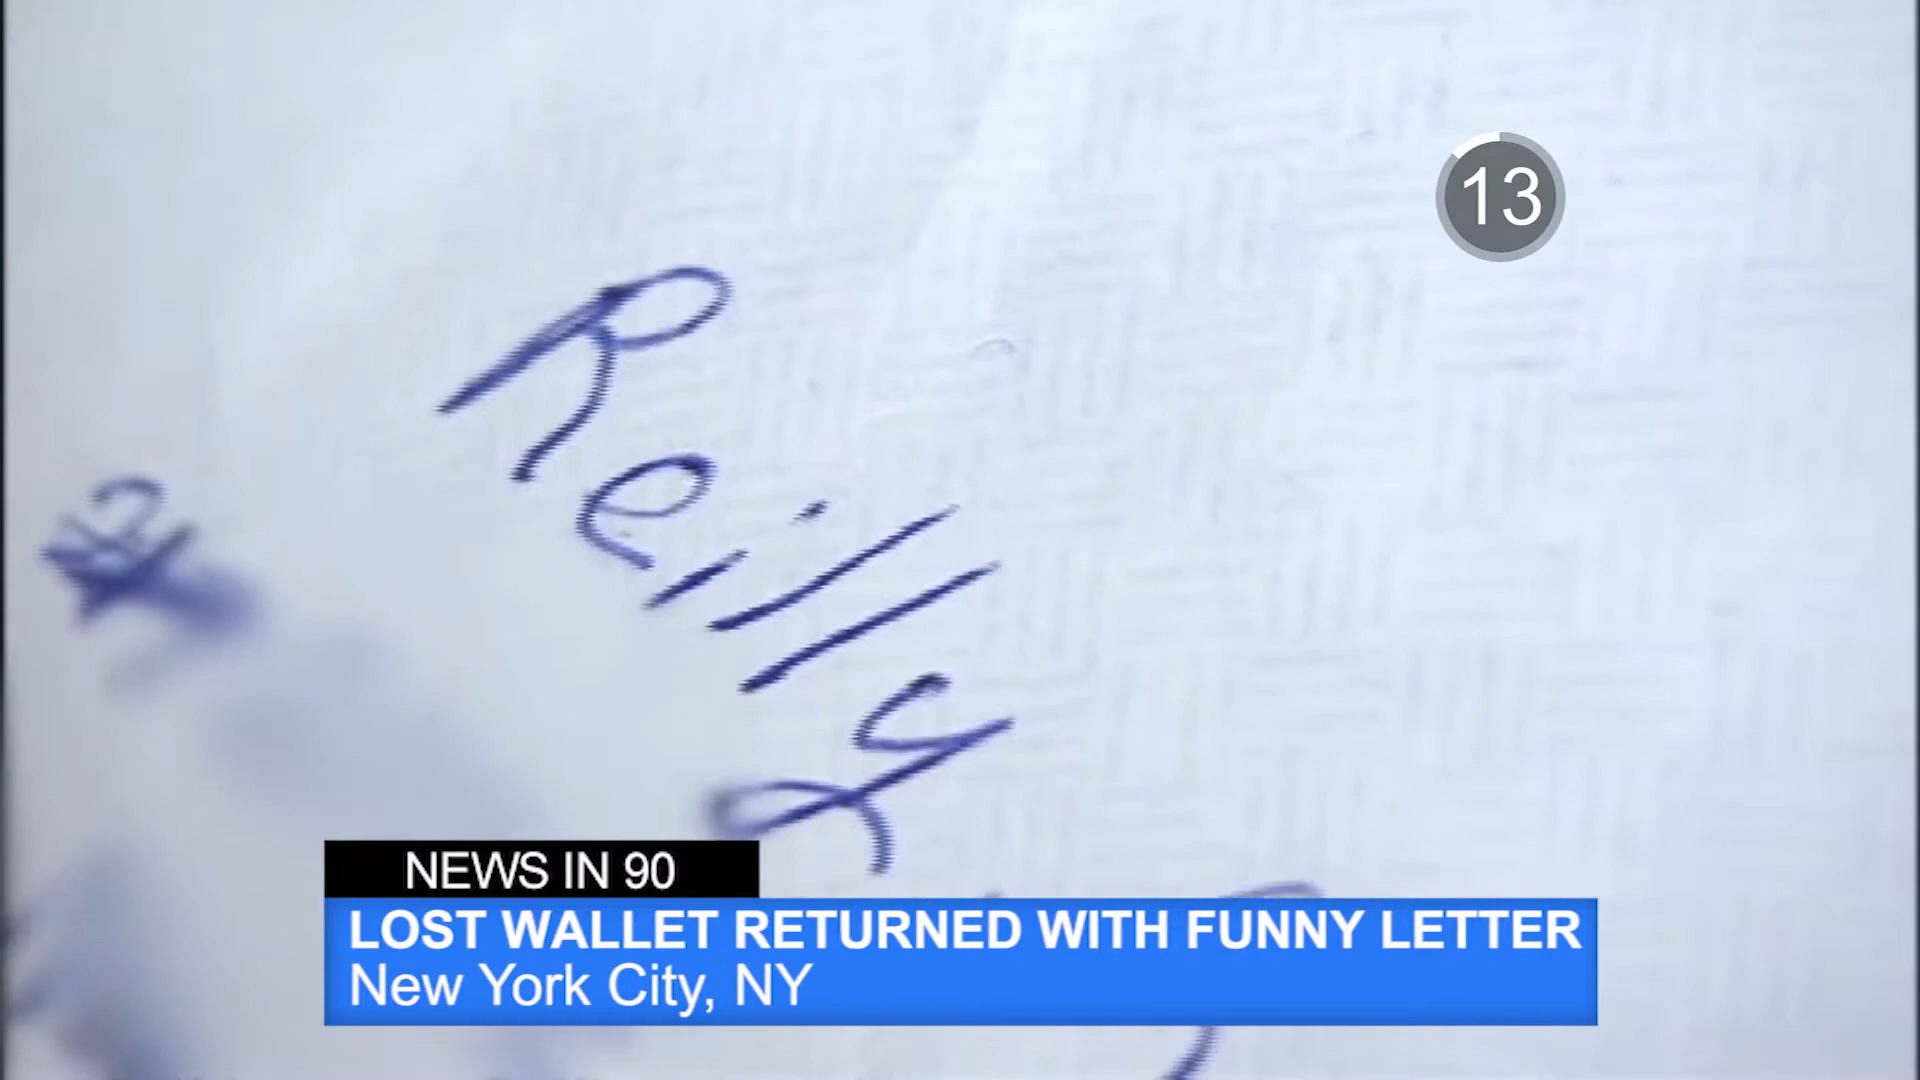 13
Reilly
NEWS IN 90
LOST WALLET RETURNED WITH FUNNY LETTER
New York City, NY